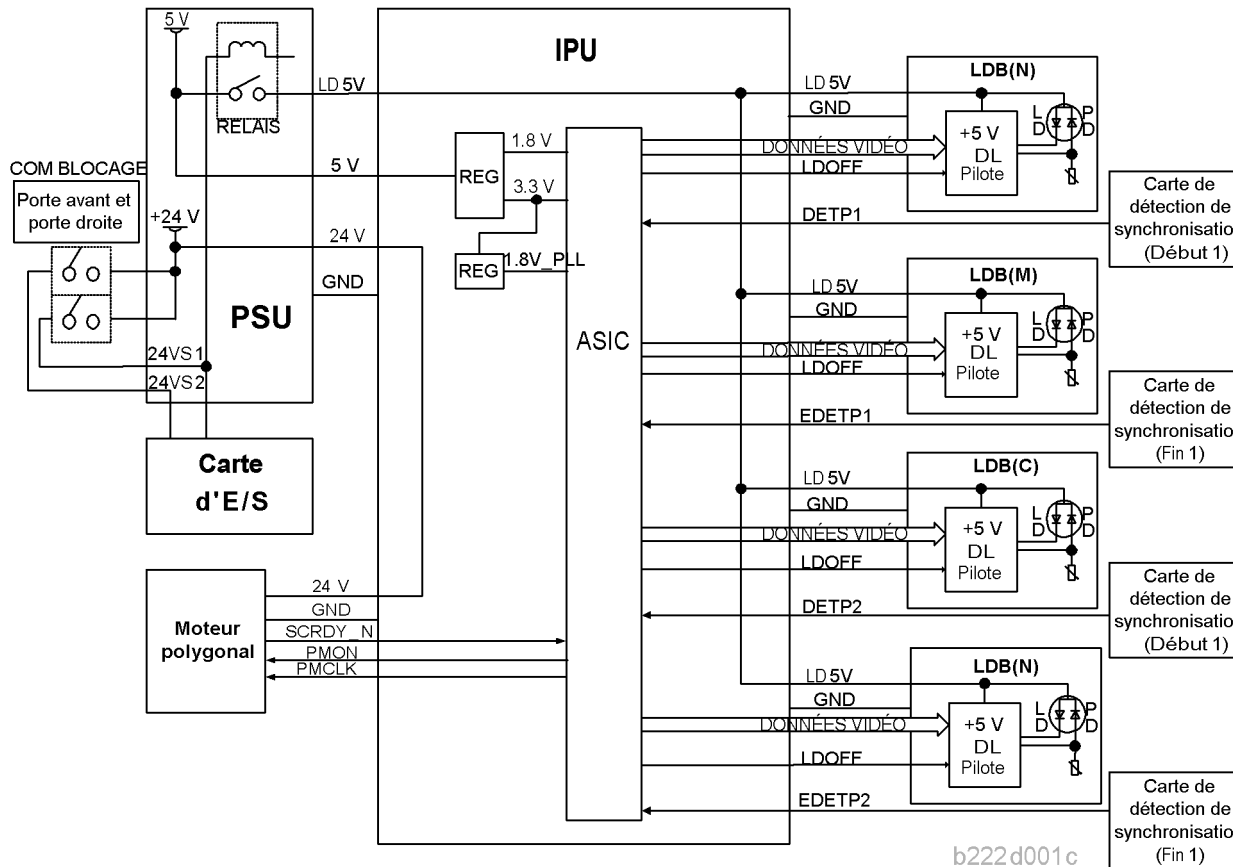 5 V
RELAIS
LD 5V
5 V
COM BLOCAGE
Porte avant et
porte droite
+24 V
24 V
GND
PSU
24VS1
24VS2
Carte
d'E/S
Moteur
polygonal
24 V
GND
SCRDY_N
PMON
PMCLK
IPU
REG
1.8 V
3.3 V
REG
1.8V_PLL
ASIC
LD 5V
GND
DONNÉES VIDÉO
LDOFF
DETP1
LDB(N)
+5 V
DL
Pilote
L
D
P
D
Carte de
détection de
synchronisatio
(Début 1)
LD 5V
GND
DONNÉES VIDÉO
LDOFF
EDETP1
LDB(M)
+5 V
DL
Pilote
L
D
P
D
Carte de
détection de
synchronisatio
(Fin 1)
LD 5V
GND
DONNÉES VIDÉO
LDOFF
DETP2
LDB(C)
+5 V
DL
Pilote
L
D
P
D
Carte de
détection de
synchronisatio
(Début 1)
LD 5V
GND
DONNÉES VIDÉO
LDOFF
EDETP2
LDB(N)
+5 V
DL
Pilote
L
D
P
D
Carte de
détection de
synchronisatio
(Fin 1)
b222d001c